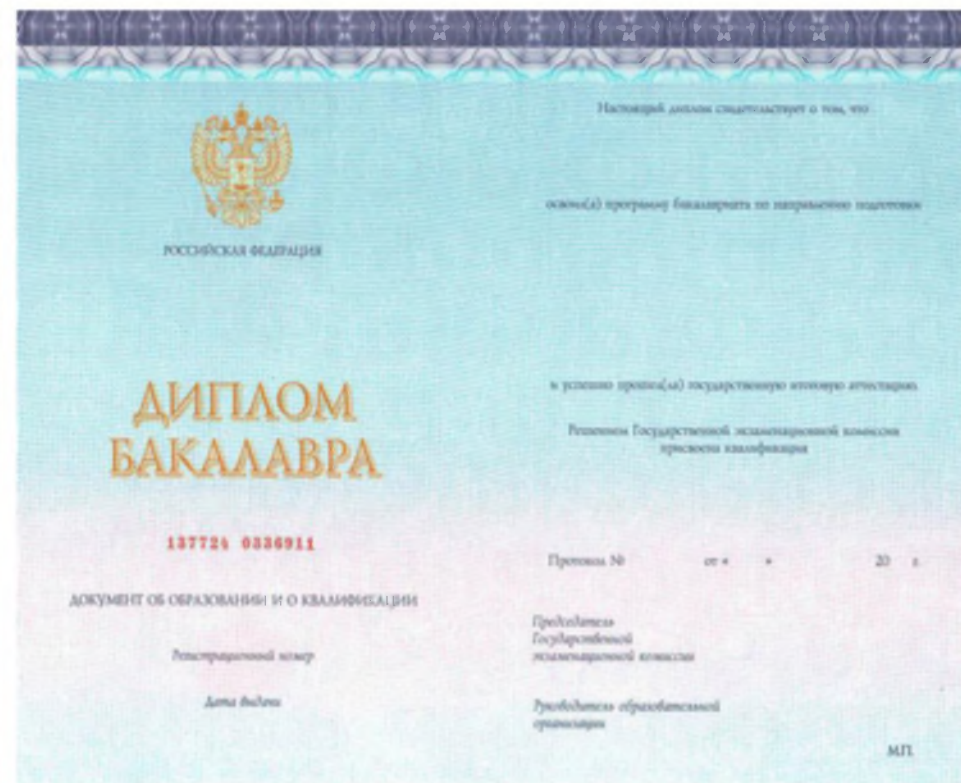 РОССИЙСКАЯ ФЕДЕРАЦИЯ
ДИПЛОМ
БАКАЛАВРА
137724 0336911
ДОКУМЕНТ ОБ ОБРАЗОВАНИИ И О КВАЛИФИКАЦИИ
Регистрационный номер
Дата выдачи
Настоящий диплом свидетельствует о том, что
освоил(а) программу бакалавриата по направлению подготовки
и успешно прошел(ла) государственную итоговую аттестацию
Решением Государственной экзаменационной комиссии
присвоена квалификация
Протокол № от « » 20 г.
Председатель
Государственной
экзаменационной комиссии
Руководитель образовательной
организации
М.П.